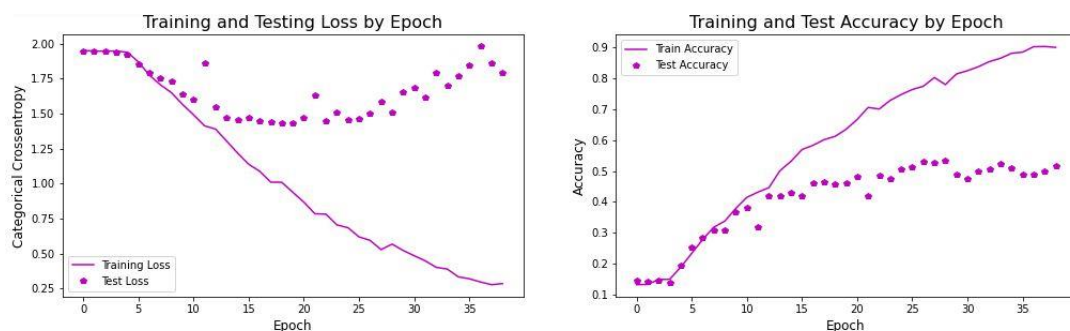 Training and Testing Loss by Epoch
2.00
1.75
1.50
1.25
1.00
0.75
0.50
0.25
Categorical Crossentropy
Training Loss
Test Loss
0 5 10 15 20 25 30 35
Epoch
Training and Test Accuracy by Epoch
Train Accuracy
Test Accuracy
0.9
0.8
0.7
0.6
0.5
0.4
0.3
0.2
0.1
Accuracy
0 5 10 15 20 25 30 35
Epoch